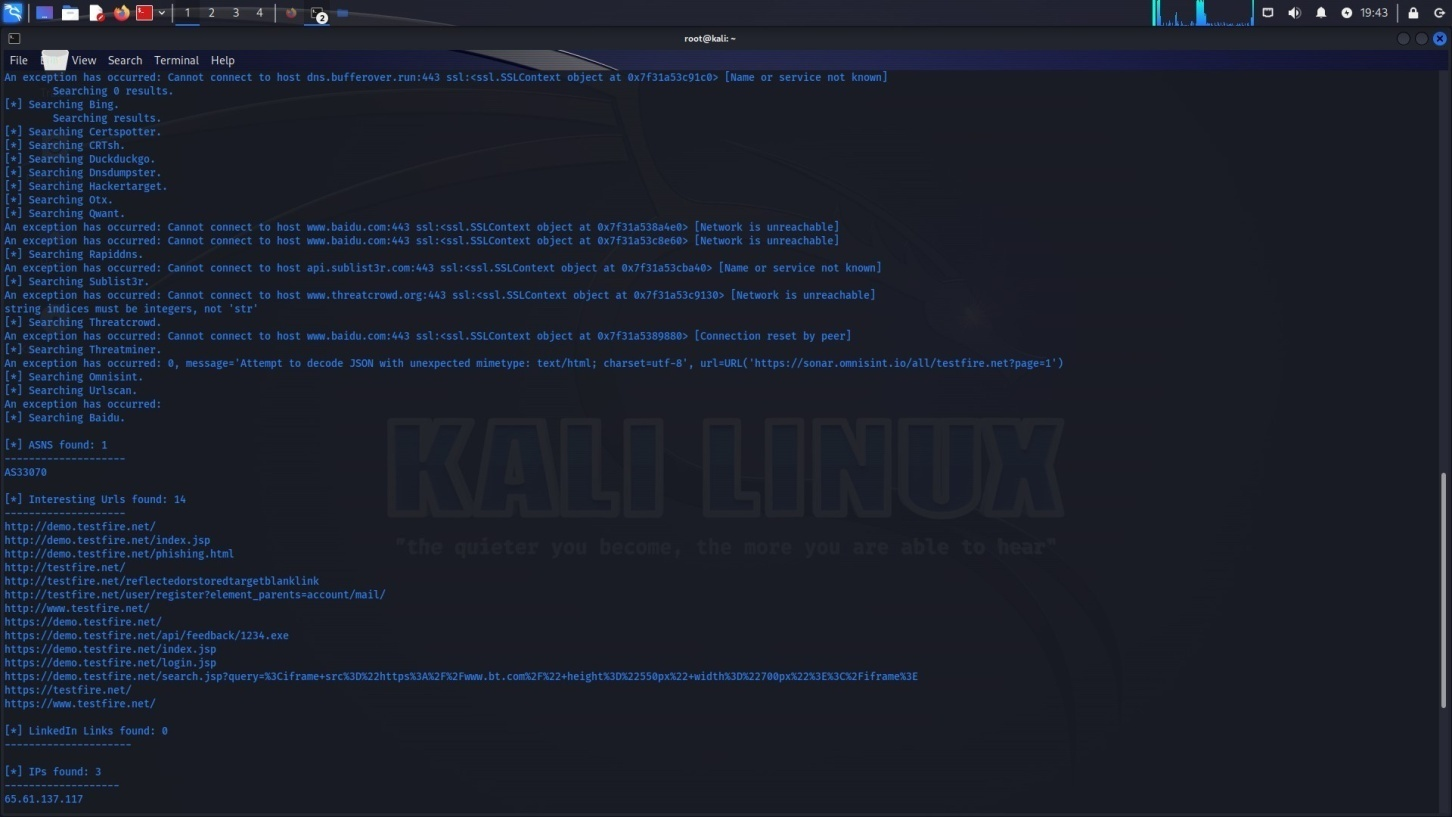 1 2 3 4
2
19:43
root@kali: ~
File View Search Terminal Help
An exception has occurred: Cannot connect to host dns.bufferover.run:443 ssl:<ssl.SSLContext object at 0x7f31a53c91c0> [Name or service not known]
Searching 0 results.
[*] Searching Bing.
Searching results.
[*] Searching Certspotter.
[*] Searching CRTsh.
[*] Searching Duckduckgo.
[*] Searching Dnsdumpster.
[*] Searching Hackertarget.
[*] Searching Otx.
[*] Searching Qwant.
An exception has occurred: Cannot connect to host www.baidu.com:443 ssl:<ssl.SSLContext object at 0x7f31a538a4e0> [Network is unreachable]
An exception has occurred: Cannot connect to host www.baidu.com:443 ssl:<ssl.SSLContext object at 0x7f31a53c8e60> [Network is unreachable]
[*] Searching Rapiddns.
An exception has occurred: Cannot connect to host api.sublist3r.com:443 ssl:<ssl.SSLContext object at 0x7f31a53cba40> [Name or service not known]
[*] Searching Sublist3r.
An exception has occurred: Cannot connect to host www.threatcrowd.org:443 ssl:<ssl.SSLContext object at 0x7f31a53c9130> [Network is unreachable]
string indices must be integers, not 'str'
[*] Searching Threatcrowd.
An exception has occurred: Cannot connect to host www.baidu.com:443 ssl:<ssl.SSLContext object at 0x7f31a5389880> [Connection reset by peer]
[*] Searching Threatminer.
An exception has occurred: 0, message='Attempt to decode JSON with unexpected mimetype: text/html; charset=utf-8', url=URL('https://sonar.omnisint.io/all/testfire.net?page=1')
[*] Searching Omnisint.
[*] Searching Urlscan.
An exception has occurred:
[*] Searching Baidu.
[*] ASNS found: 1
--------------------
AS33070
[*] Interesting Urls found: 14
--------------------
http://demo.testfire.net/
http://demo.testfire.net/index.jsp
http://demo.testfire.net/phishing.html
http://testfire.net/
http://testfire.net/reflectedorstoredtargetblanklink
http://testfire.net/user/register?element_parents=account/mail/
http://www.testfire.net/
https://demo.testfire.net/
https://demo.testfire.net/api/feedback/1234.exe
https://demo.testfire.net/index.jsp
https://demo.testfire.net/login.jsp
https://demo.testfire.net/search.jsp?query=%3Ciframe+src%3D%22https%3A%2F%2Fwww.bt.com%2F%22+height%3D%22550px%22+width%3D%22700px%22%3E%3C%2Fiframe%3E
https://testfire.net/
https://www.testfire.net/
[*] LinkedIn Links found: 0
---------------------
[*] IPs found: 3
-------------------
65.61.137.117
KALI LINUX
"the quieter you become, the more you are able to hear"